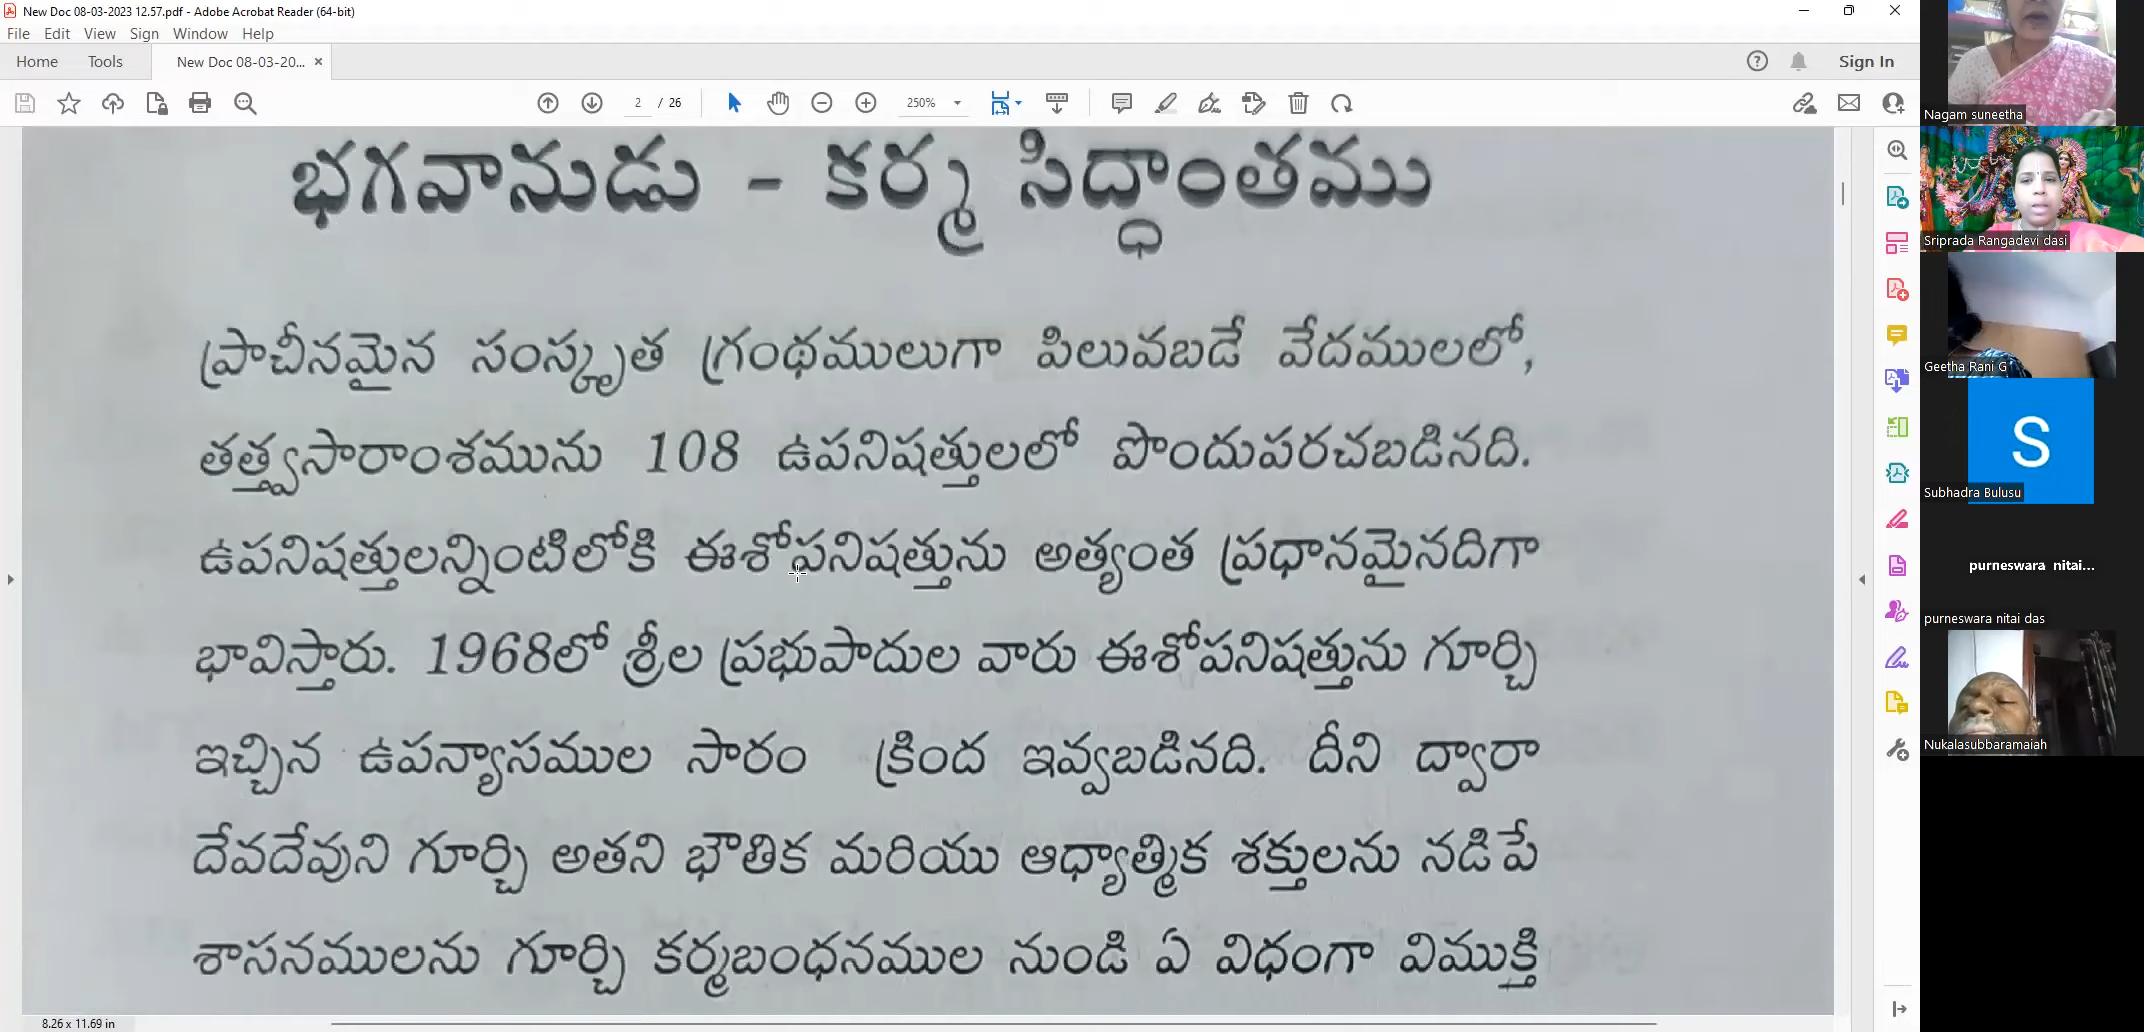 New Doc 08-03-2023 12.57.pdf - Adobe Acrobat Reader (64-bit)
File Edit View Sign Window Help
Home Tools New Doc 08-03-20... × Sign In
2 / 26 250%
భగవానుడు - కర్మ సిద్ధాంతము
ప్రాచీనమైన సంస్కృత గ్రంథములుగా పిలువబడే వేదములలో,
తత్త్వసారాంశమును 108 ఉపనిషత్తులలో పొందుపరచబడినది.
ఉపనిషత్తులన్నింటిలోకి ఈశోపనిషత్తును అత్యంత ప్రధానమైనదిగా
భావిస్తారు. 1968లో శ్రీల ప్రభుపాదుల వారు ఈశోపనిషత్తును గూర్చి
ఇచ్చిన ఉపన్యాసముల సారం క్రింద ఇవ్వబడినది. దీని ద్వారా
దేవదేవుని గూర్చి అతని భౌతిక మరియు ఆధ్యాత్మిక శక్తులను నడిపే
శాసనములను గూర్చి కర్మబంధనముల నుండి ఏ విధంగా విముక్తి
8.26 x 11.69 in
Nagam suneetha
Sriprada Rangadevi dasi
Geetha Rani G
S
Subhadra Bulusu
purneswara nitai...
purneswara nitai das
Nukalasubbaramaiah